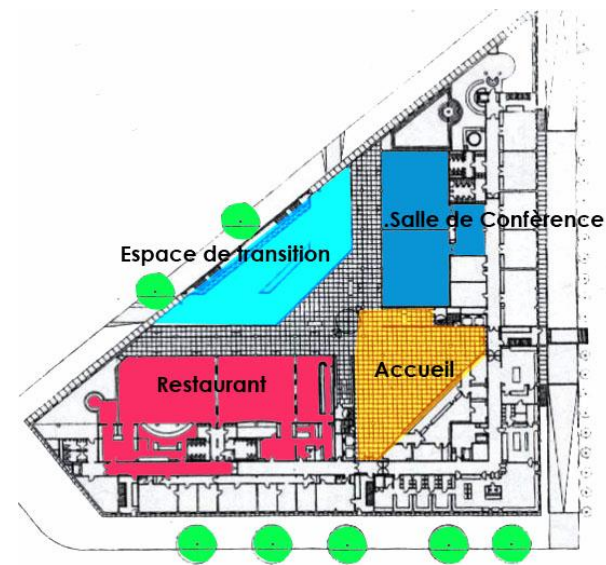 .Salle de Conférence
Espace de transition
Accueil
Restaurant